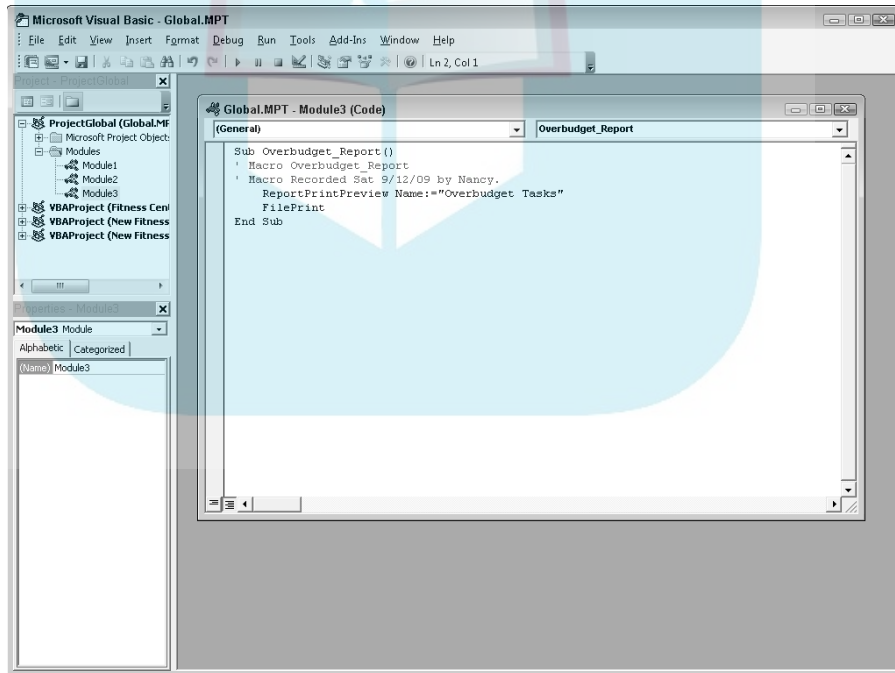 Microsoft Visual Basic - Global.MPT
File Edit View Insert Format Debug Run Tools Add-Ins Window Help
Ln 2, Col 1
Project - ProjectGlobal
ProjectGlobal (Global.MF
Microsoft Project Object:
Modules
Module1
Module2
Module3
VBAProject (Fitness Cen
VBAProject (New Fitness
VBAProject (New Fitness
Properties - Module3
Module3 Module
Alphabetic Categorized
(Name) Module3
Global.MPT - Module3 (Code)
(General) Overbudget_Report
Sub Overbudget_Report()
' Macro Overbudget_Report
' Macro Recorded Sat 9/12/09 by Nancy.
ReportPrintPreview Name:="Overbudget Tasks"
FilePrint
End Sub